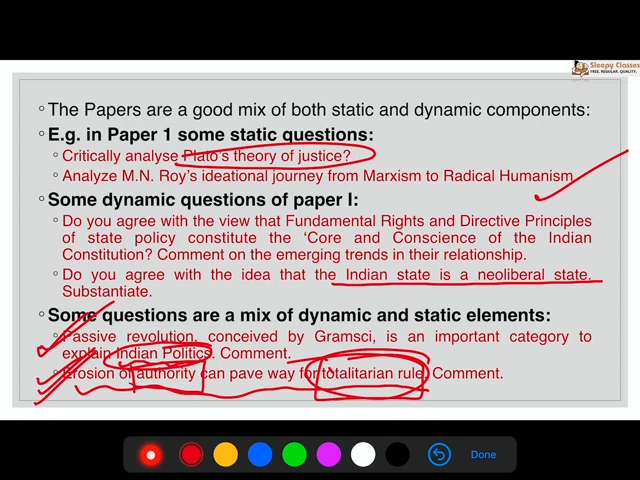 Sleepy Classes
FREE. REGULAR. QUALITY.
The Papers are a good mix of both static and dynamic components:
E.g. in Paper 1 some static questions:
Critically analyse Plato's theory of justice?
Analyze M.N. Roy's ideational journey from Marxism to Radical Humanism
Some dynamic questions of paper I:
Do you agree with the view that Fundamental Rights and Directive Principles
of state policy constitute the 'Core and Conscience of the Indian
Constitution? Comment on the emerging trends in their relationship.
Do you agree with the idea that the Indian state is a neoliberal state.
Substantiate.
Some questions are a mix of dynamic and static elements:
Passive revolution, conceived by Gramsci, is an important category to
explain Indian Politics. Comment.
Erosion of authority can pave way for totalitarian rule. Comment.
Done